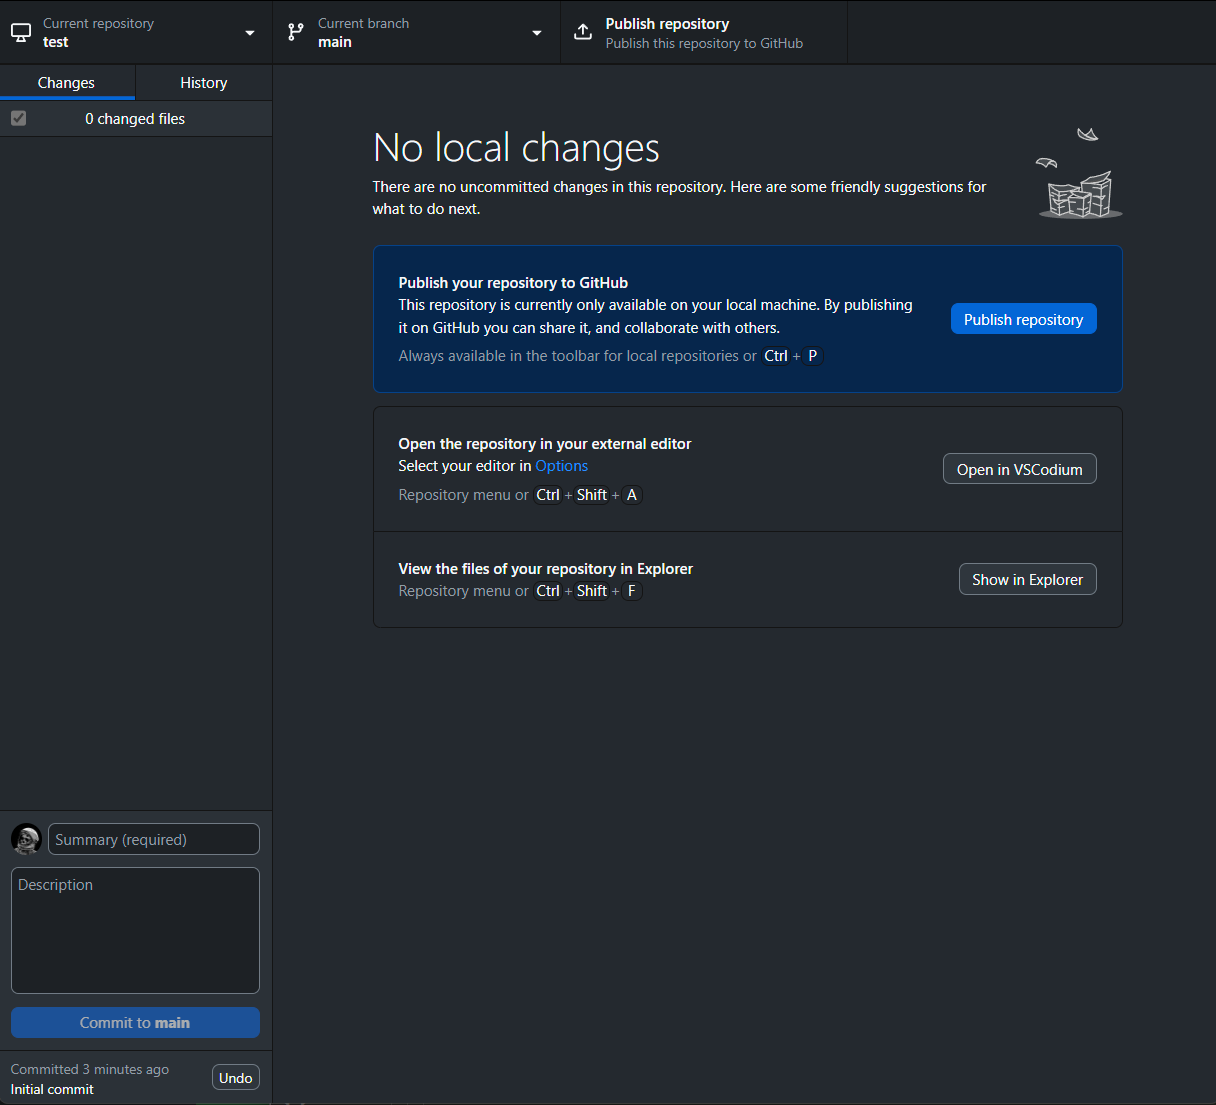 Current repository
test
Current branch
main
Publish repository
Publish this repository to GitHub
Changes
History
0 changed files
No local changes
There are no uncommitted changes in this repository. Here are some friendly suggestions for
what to do next.
Publish your repository to GitHub
This repository is currently only available on your local machine. By publishing
it on GitHub you can share it, and collaborate with others.
Always available in the toolbar for local repositories or Ctrl + P
Publish repository
Open the repository in your external editor
Select your editor in Options
Repository menu or Ctrl + Shift + A
Open in VSCodium
View the files of your repository in Explorer
Repository menu or Ctrl + Shift + F
Show in Explorer
Summary (required)
Description
Commit to main
Committed 3 minutes ago
Initial commit
Undo